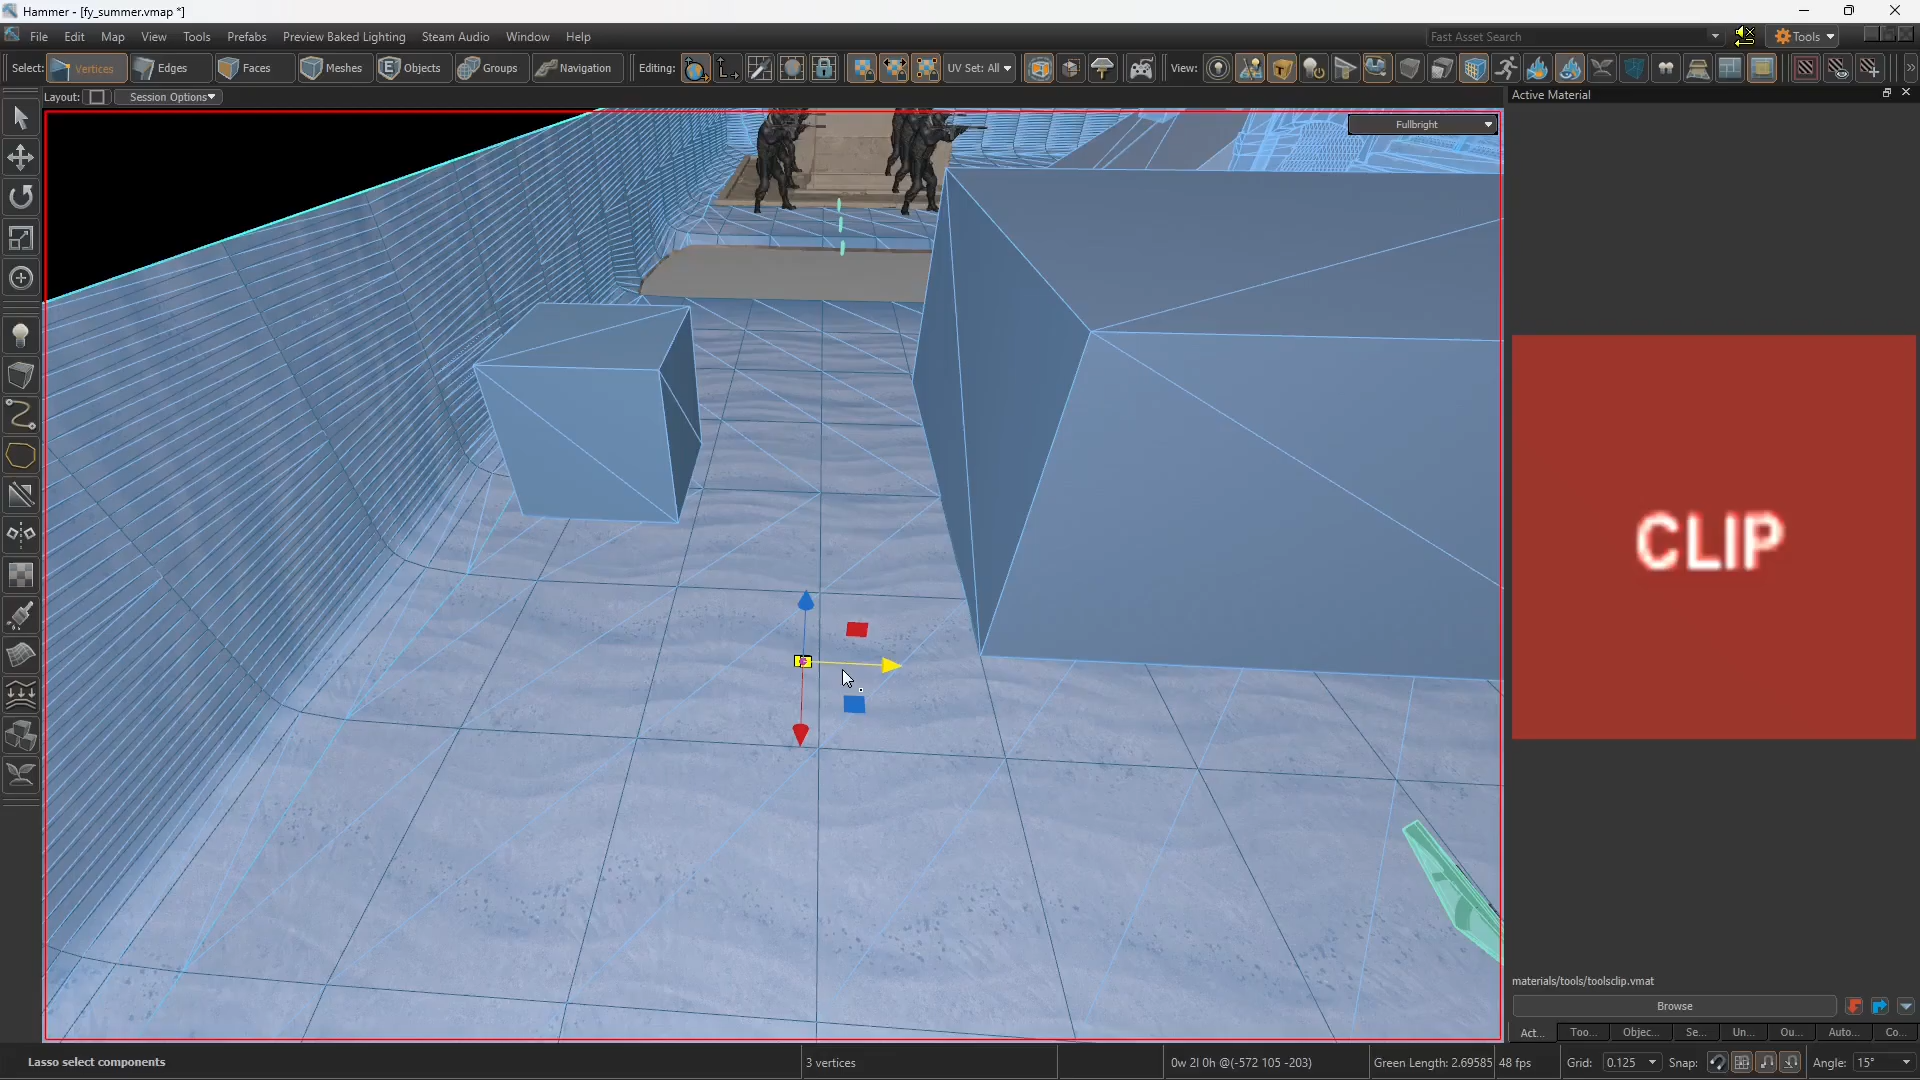 Hammer - [fy_summer.vmap *]
File Edit Map View Tools Prefabs Preview Baked Lighting Steam Audio Window Help
Fast Asset Search
Tools
Select: Vertices Edges Faces Meshes Objects Groups Navigation Editing: UV Set: All View:
Layout: Session Options
Active Material
Fullbright
CLIP
materials/tools/toolsclip.vmat
Browse
Act... Too... Objec... Se... Un... Ou... Auto... Co...
Lasso select components
3 vertices
0w 2l 0h @(-572 105 -203)
Green Length: 2.69585
48 fps
Grid: 0.125 Snap: Angle: 15°